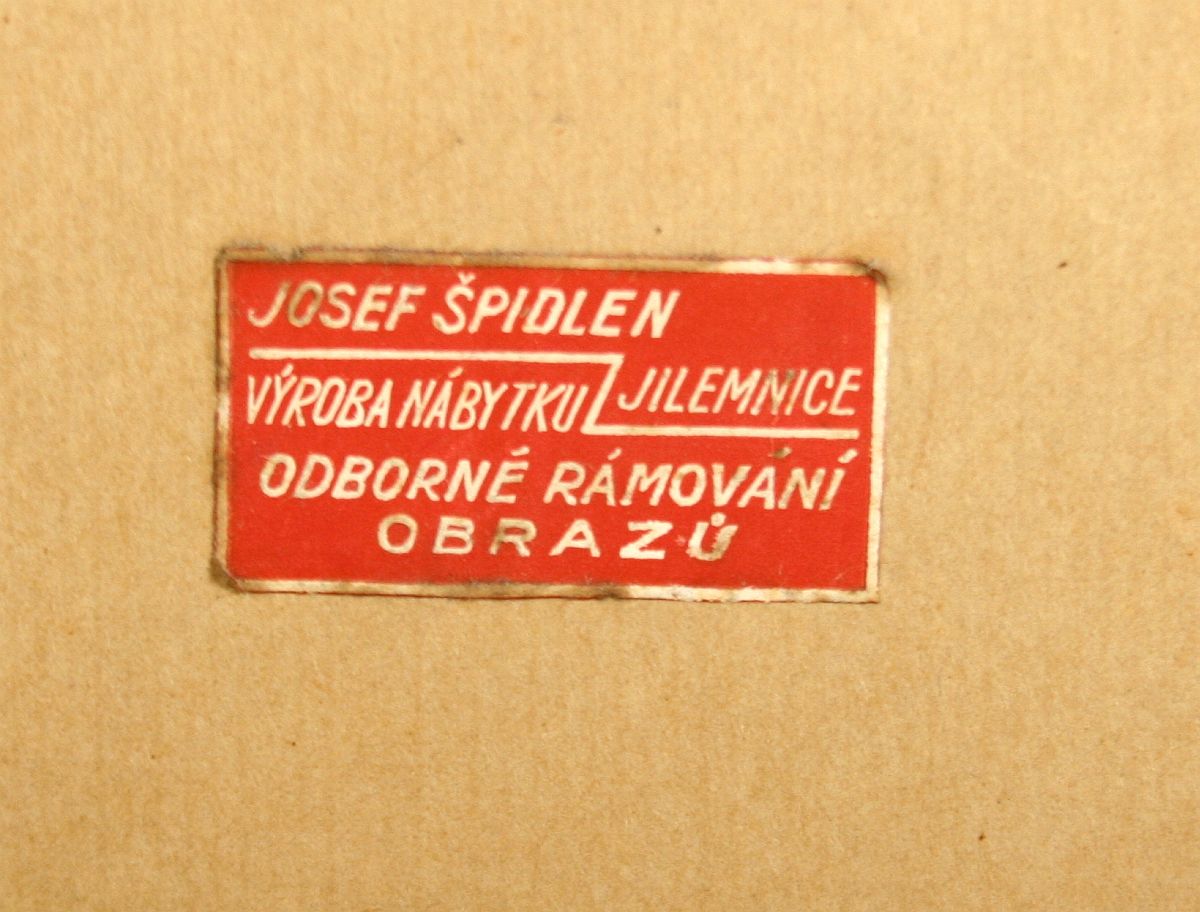 JOSEF ŠPIDLEN
VÝROBA NÁBYTKU JILEMNICE
ODBORNÉ RÁMOVÁNÍ
OBRAZŮ